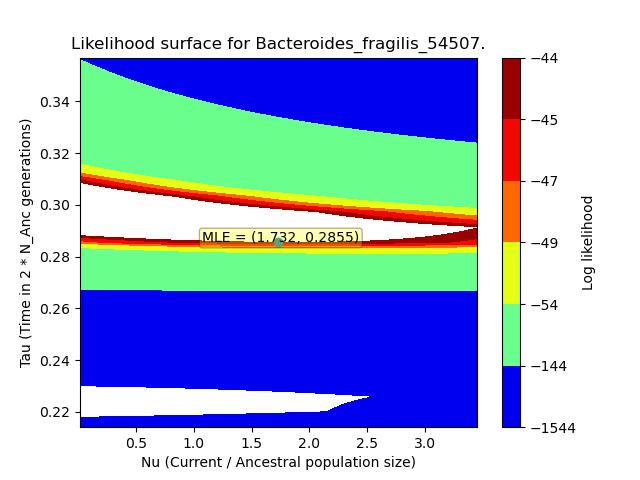 Likelihood surface for Bacteroides_fragilis_54507.
Tau (Time in 2 * N_Anc generations)
0.34
0.32
0.30
0.28
0.26
0.24
0.22
MLE = (1.732, 0.2855)
0.5 1.0 1.5 2.0 2.5 3.0
Nu (Current / Ancestral population size)
−44
−45
−47
−49
−54
−144
−1544
Log likelihood